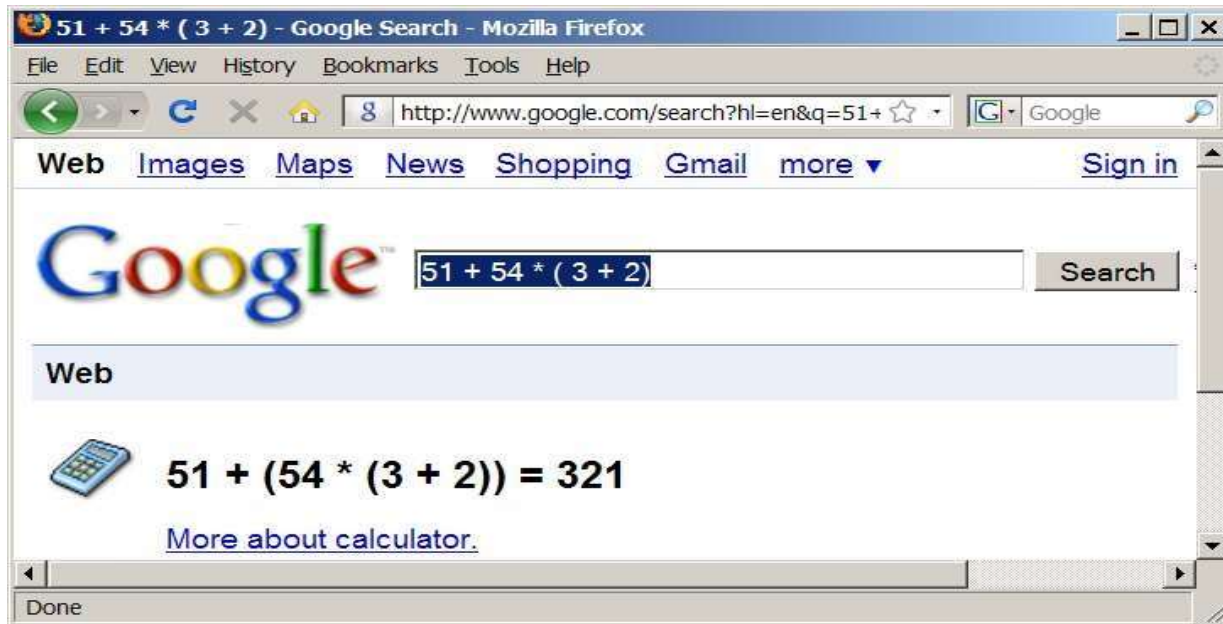 51 + 54 * ( 3 + 2) - Google Search - Mozilla Firefox
File Edit View History Bookmarks Tools Help
8 http://www.google.com/search?hl=en&q=51+ G Google
Web Images Maps News Shopping Gmail more ▼ Sign in
Google™ 51 + 54 * ( 3 + 2) Search
Web
51 + (54 * (3 + 2)) = 321
More about calculator.
Done